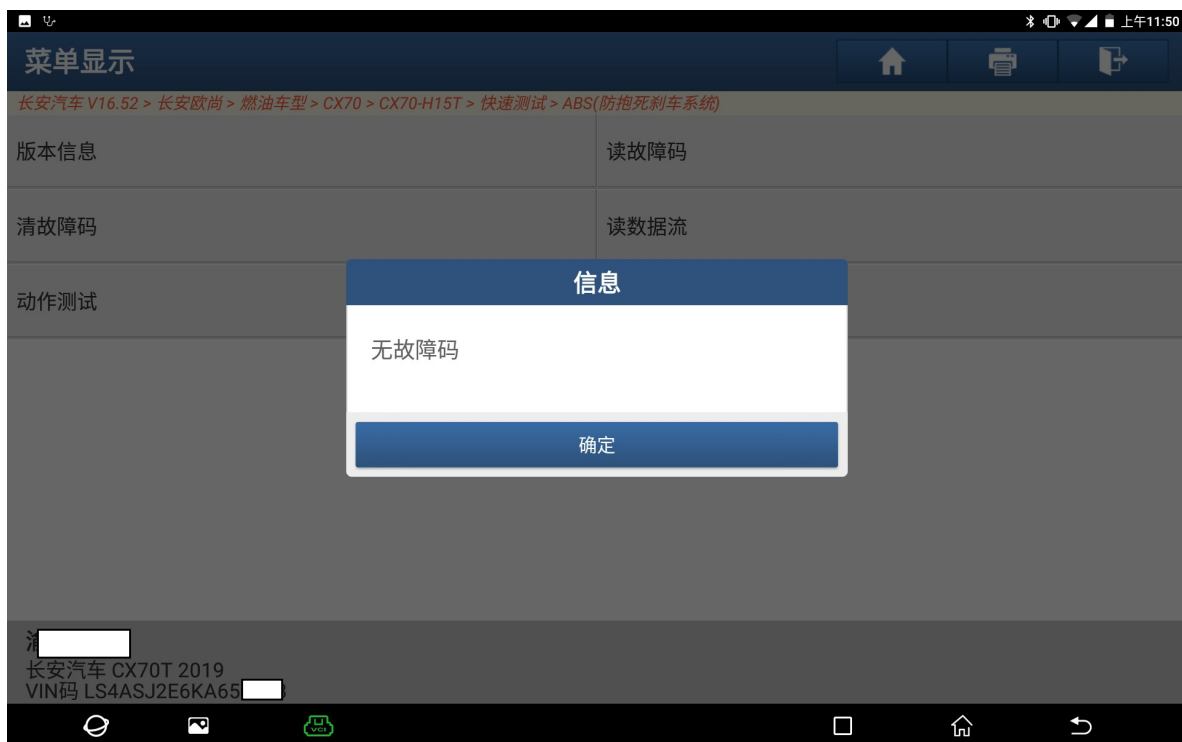 上午11:50
菜单显示
长安汽车 V16.52 > 长安欧尚 > 燃油车型 > CX70 > CX70-H15T > 快速测试 > ABS(防抱死刹车系统)
版本信息
读故障码
清故障码
读数据流
动作测试
信息
无故障码
确定
长安汽车 CX70T 2019
VIN码 LS4ASJ2E6KA65
VCI